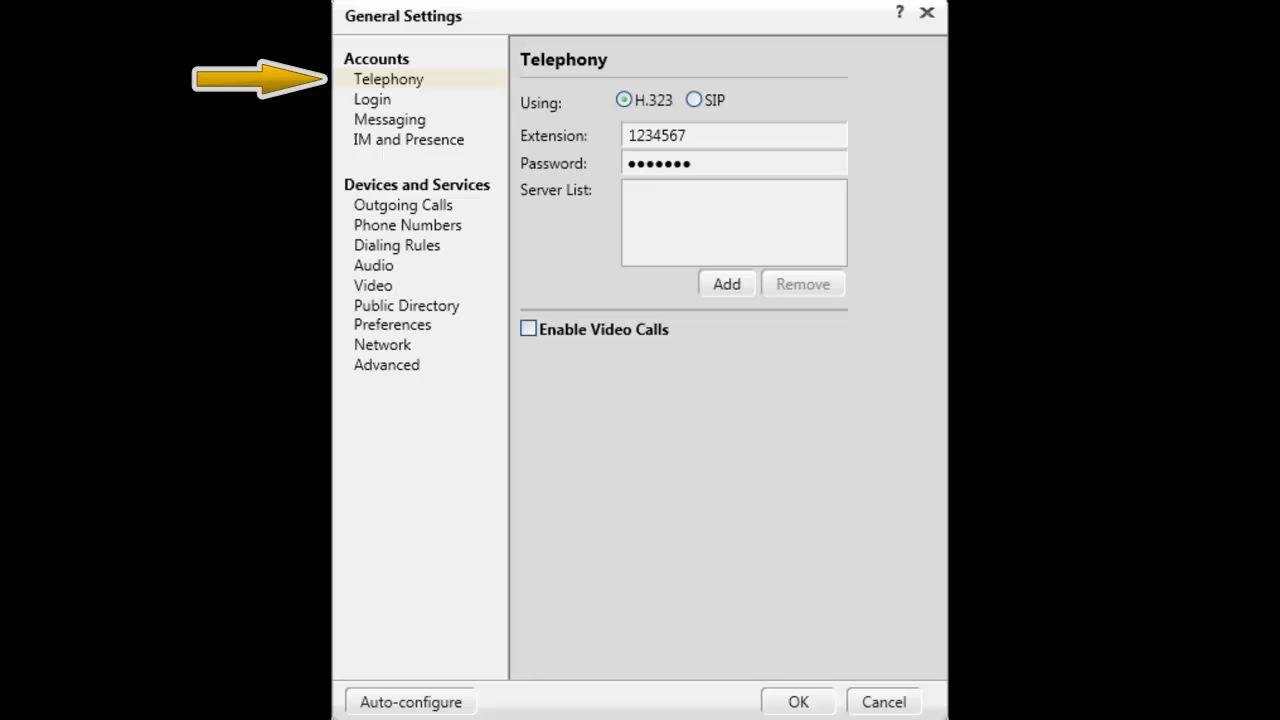 General Settings
?
Accounts
Telephony
Login
Messaging
IM and Presence
Devices and Services
Outgoing Calls
Phone Numbers
Dialing Rules
Audio
Video
Public Directory
Preferences
Network
Advanced
Telephony
Using: H.323 SIP
Extension: 1234567
Password: ●●●●●●●
Server List:
Add Remove
Enable Video Calls
Auto-configure OK Cancel